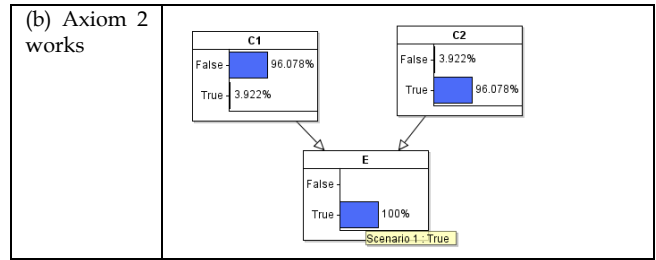 (b) Axiom 2
works
C1
False
96.078%
True
3.922%
C2
False
3.922%
True
96.078%
E
False
True
100%
Scenario 1 : True